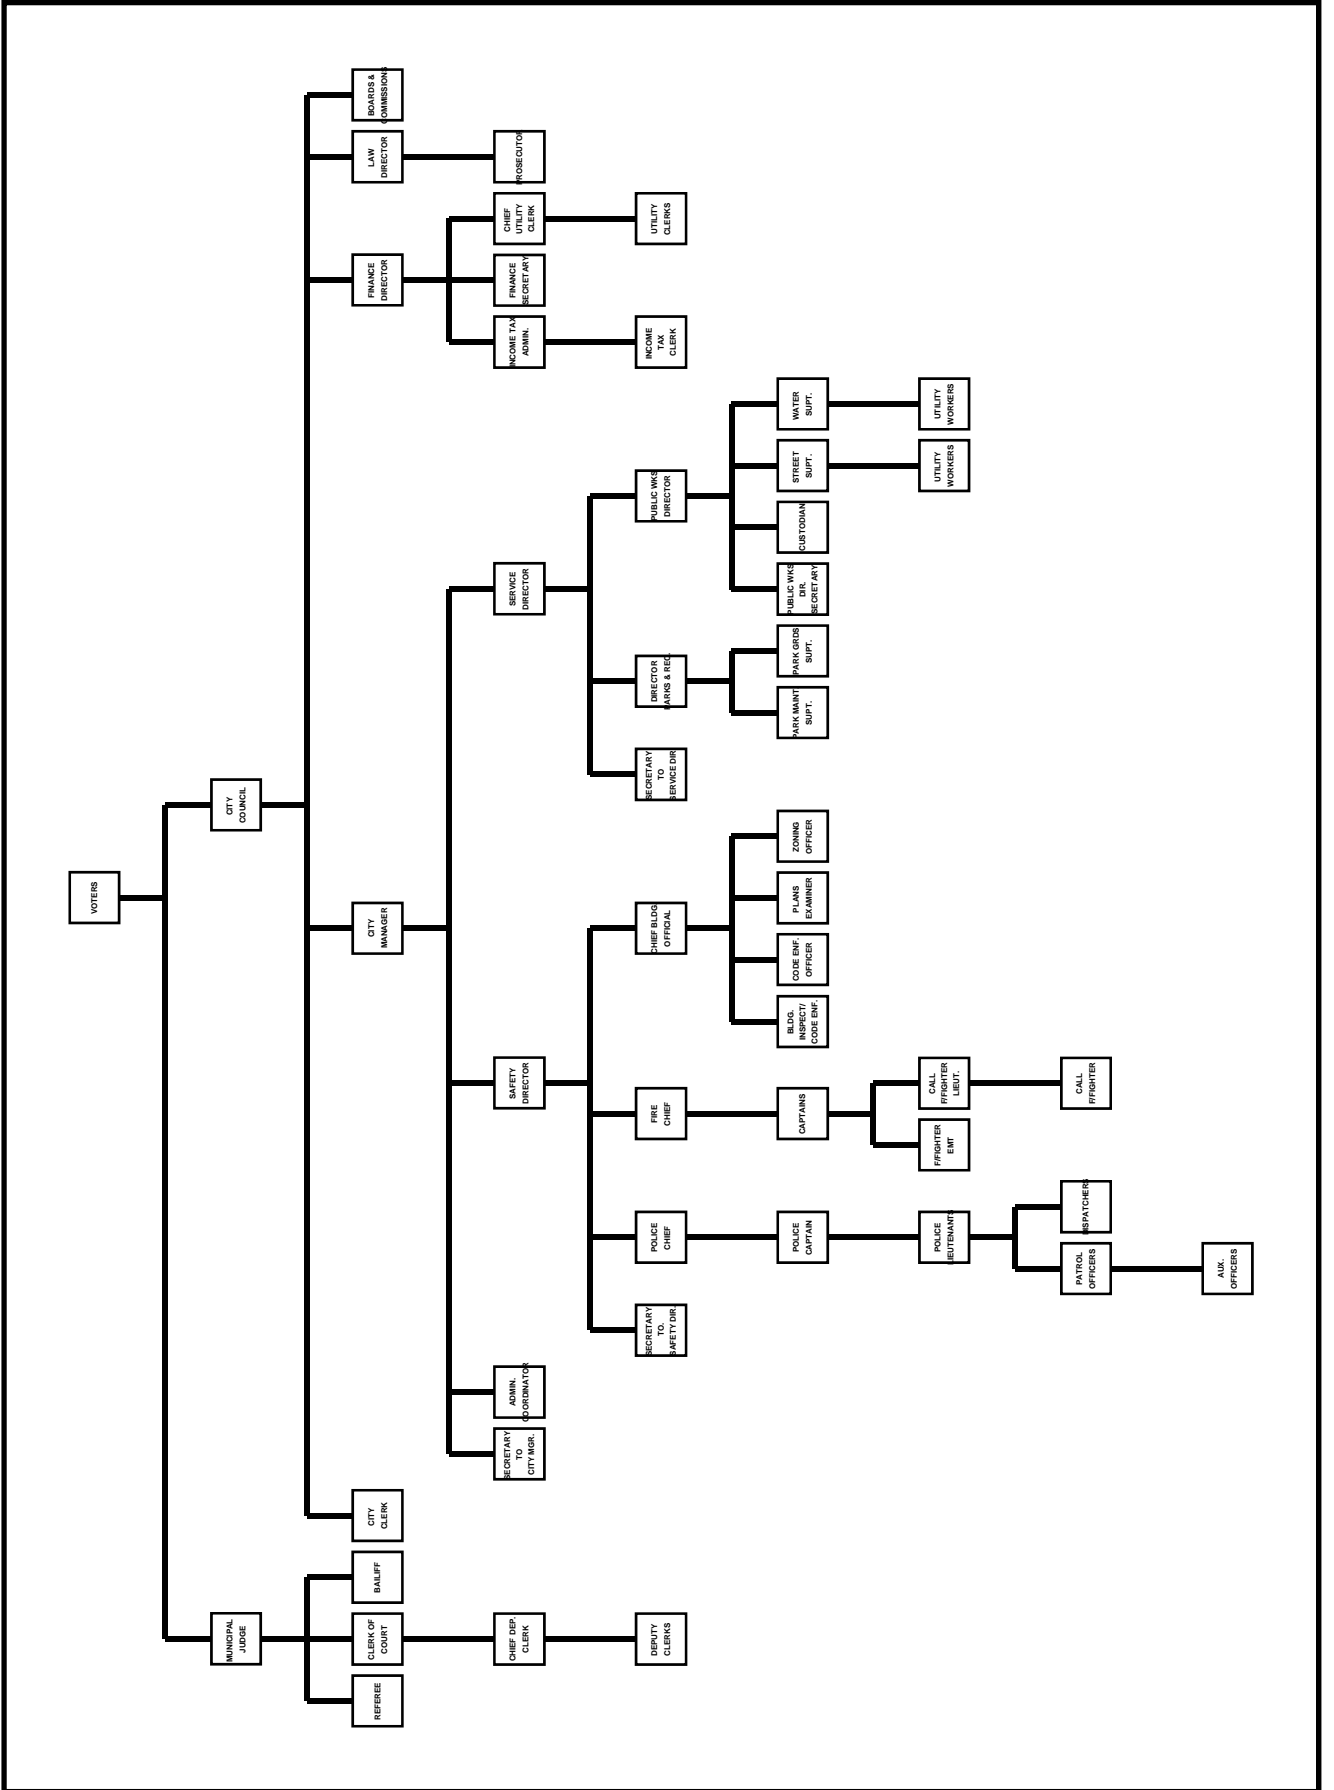 VOTERS
MUNICIPAL
JUDGE
CITY
COUNCIL
REFEREE
CLERK OF
COURT
BAILIFF
CITY
CLERK
CITY
MANAGER
FINANCE
DIRECTOR
LAW
DIRECTOR
BOARDS &
COMMISSIONS
CHIEF DEP.
CLERK
SECRETARY
TO
CITY MGR.
ADMIN.
COORDINATOR
SAFETY
DIRECTOR
SERVICE
DIRECTOR
INCOME TAX
ADMIN.
FINANCE
SECRETARY
CHIEF
UTILITY
CLERK
PROSECUTOR
DEPUTY
CLERKS
SECRETARY
TO.
SAFETY DIR.
POLICE
CHIEF
FIRE
CHIEF
CHIEF BLDG.
OFFICIAL
SECRETARY
TO
SERVICE DIR.
DIRECTOR
PARKS & REC.
PUBLIC WKS
DIRECTOR
INCOME
TAX
CLERK
UTILITY
CLERKS
POLICE
CAPTAIN
CAPTAINS
BLDG.
INSPECT/
CODE ENF.
CODE ENF.
OFFICER
PLANS
EXAMINER
ZONING
OFFICER
PARK MAINT.
SUPT.
PARK GRDS
SUPT.
PUBLIC WKS
DIR.
SECRETARY
CUSTODIAN
STREET
SUPT.
WATER
SUPT.
POLICE
LIEUTENANTS
F/FIGHTER
EMT
CALL
F/FIGHTER
LIEUT.
UTILITY
WORKERS
UTILITY
WORKERS
PATROL
OFFICERS
DISPATCHERS
CALL
F/FIGHTER
AUX.
OFFICERS